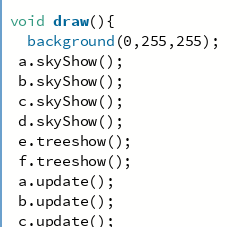 void draw(){
background(0,255,255);
a.skyShow();
b.skyShow();
c.skyShow();
d.skyShow();
e.treeshow();
f.treeshow();
a.update();
b.update();
c.update();